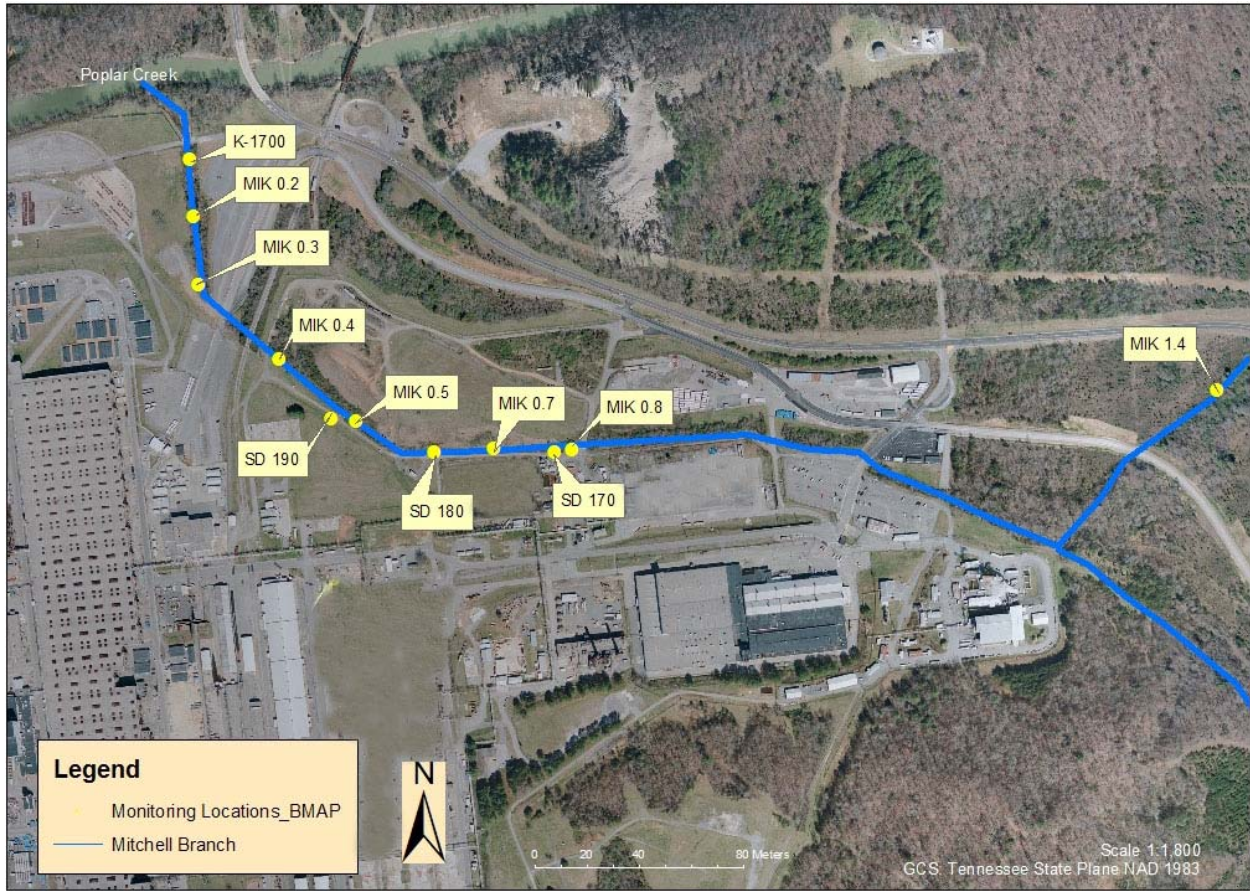 Poplar Creek
K-1700
MIK 0.2
MIK 0.3
MIK 0.4
MIK 1.4
MIK 0.5
MIK 0.7
MIK 0.8
SD 190
SD 180
SD 170
Legend
Monitoring Locations_BMAP
Mitchell Branch
N
0 20 40 80 Meters
Scale 1:1,800
GCS: Tennessee State Plane NAD 1983